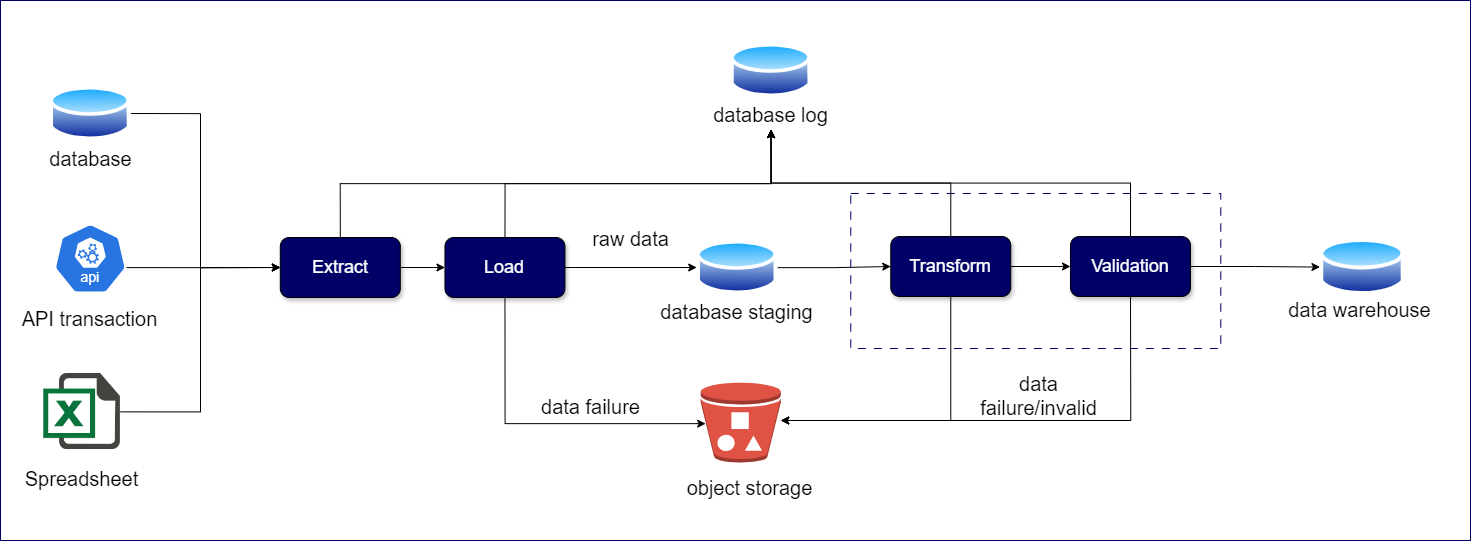 database log
database
raw data
api
Extract
Load
Transform
Validation
API transaction
database staging
data warehouse
data
failure/invalid
data failure
X
Spreadsheet
object storage